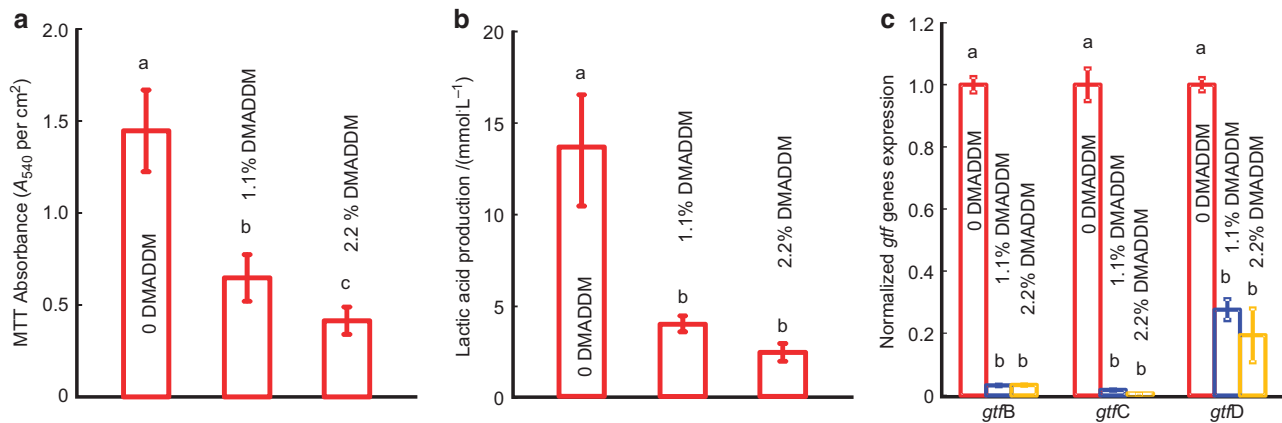 a
MTT Absorbance (A540 per cm²)
2.0
1.5
1.0
0.5
0
a
0 DMADDM
b
1.1% DMADDM
c
2.2 % DMADDM
b
Lactic acid production /(mmol·L⁻¹)
20
15
10
5
0
a
0 DMADDM
b
1.1% DMADDM
b
2.2% DMADDM
c
Normalized gtf genes expression
1.2
1.0
0.8
0.6
0.4
0.2
0
a
0 DMADDM
b
1.1% DMADDM
b
2.2% DMADDM
gtfB
a
0 DMADDM
b
1.1% DMADDM
b
2.2% DMADDM
gtfC
a
0 DMADDM
b
1.1% DMADDM
b
2.2% DMADDM
gtfD